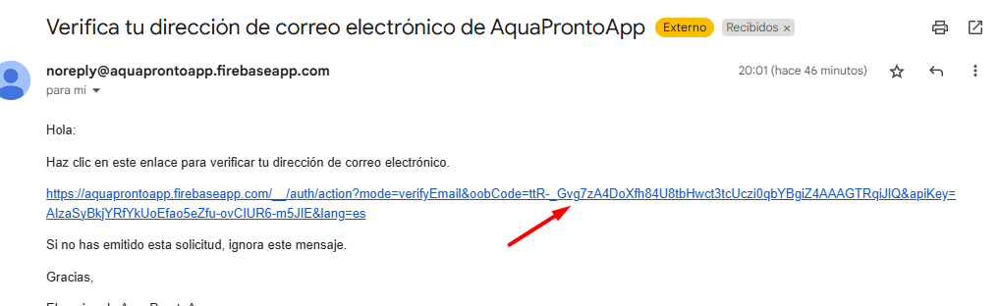 Verifica tu dirección de correo electrónico de AquaProntoApp Externo Recibidos ×
noreply@aquaprontoapp.firebaseapp.com 20:01 (hace 46 minutos)
para mí
Hola:
Haz clic en este enlace para verificar tu dirección de correo electrónico.
https://aquaprontoapp.firebaseapp.com/__/auth/action?mode=verifyEmail&oobCode=ttR-_Gvg7zA4DoXfh84U8tbHwct3tcUczi0qbYBgiZ4AAAGTRqiJlQ&apiKey=
AIzaSyBkjYRfYkUoEfao5eZfu-ovCIUR6-m5JIE&lang=es
Si no has emitido esta solicitud, ignora este mensaje.
Gracias,